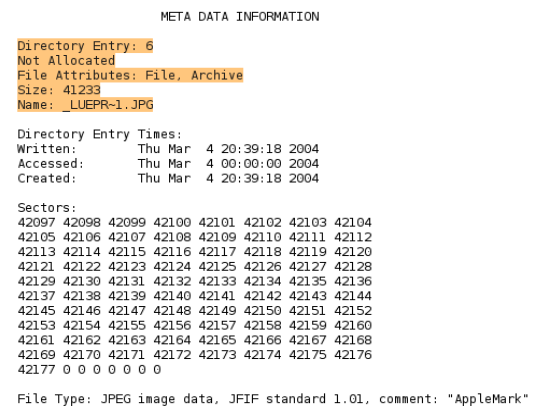 META DATA INFORMATION
Directory Entry: 6
Not Allocated
File Attributes: File, Archive
Size: 41233
Name: _LUEPR~1.JPG
Directory Entry Times:
Written: Thu Mar 4 20:39:18 2004
Accessed: Thu Mar 4 00:00:00 2004
Created: Thu Mar 4 20:39:18 2004
Sectors:
42097 42098 42099 42100 42101 42102 42103 42104
42105 42106 42107 42108 42109 42110 42111 42112
42113 42114 42115 42116 42117 42118 42119 42120
42121 42122 42123 42124 42125 42126 42127 42128
42129 42130 42131 42132 42133 42134 42135 42136
42137 42138 42139 42140 42141 42142 42143 42144
42145 42146 42147 42148 42149 42150 42151 42152
42153 42154 42155 42156 42157 42158 42159 42160
42161 42162 42163 42164 42165 42166 42167 42168
42169 42170 42171 42172 42173 42174 42175 42176
42177 0 0 0 0 0 0 0
File Type: JPEG image data, JFIF standard 1.01, comment: "AppleMark"